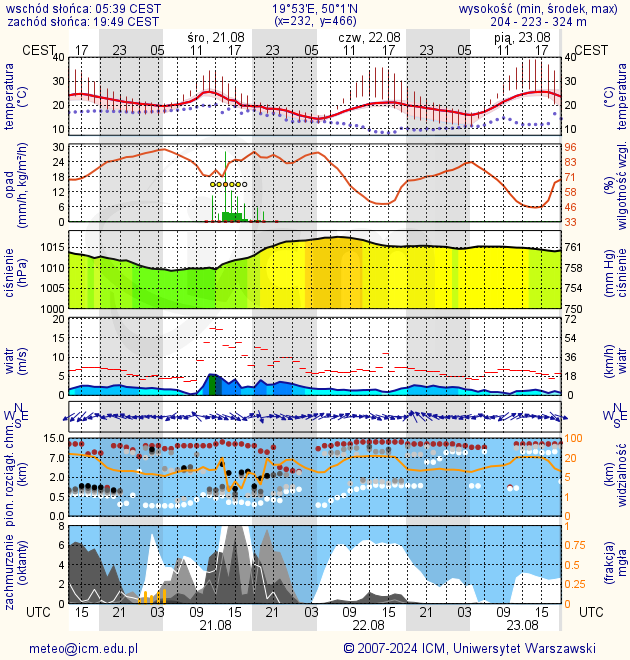 wschód słońca: 05:39 CEST 19°53'E, 50°1'N wysokość (min, środek, max)
zachód słońca: 19:49 CEST (x=232, y=466) 204 - 223 - 324 m
śro, 21.08 czw, 22.08 pią, 23.08
CEST 17 23 05 11 17 23 05 11 17 23 05 11 17 CEST
temperatura (°C) 40 30 20 10 40 30 20 10 (°C) temperatura
opad (mm/h, kg/m²/h) 30 24 18 12 6 0 96 83 71 58 46 33 (%) wilgotność wzgl.
ciśnienie (hPa) 1015 1010 1005 1000 761 758 754 750 (mm Hg) ciśnienie
wiatr (m/s) 20 15 10 5 0 72 54 36 18 0 (km/h) wiatr
N W E S N W E S
pion. rozciągł. chm. (km) 15.0 7.0 2.0 0.5 0.0 100 20 5 1 0 (km) widzialność
zachmurzenie (oktanty) 8 6 4 2 0 1 0.75 0.5 0.25 0 (frakcja) mgła
UTC 15 21 03 09 15 21 03 09 15 21 03 09 15 UTC
21.08 22.08 23.08
meteo@icm.edu.pl © 2007-2024 ICM, Uniwersytet Warszawski